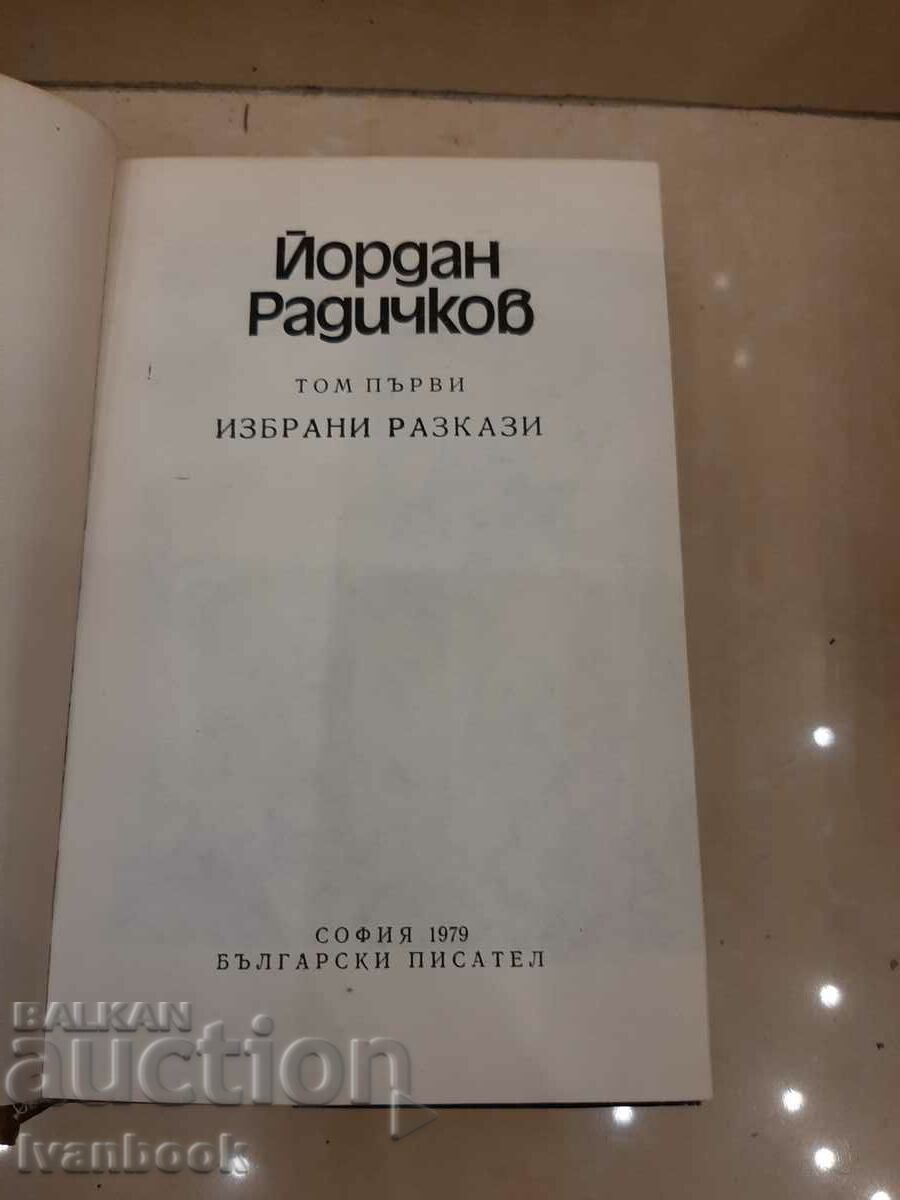 Йордан
Радичков
ТОМ ПЪРВИ
ИЗБРАНИ РАЗКАЗИ
СОФИЯ 1979
БЪЛГАРСКИ ПИСАТЕЛ
BALKAN
auction
Ivanbook